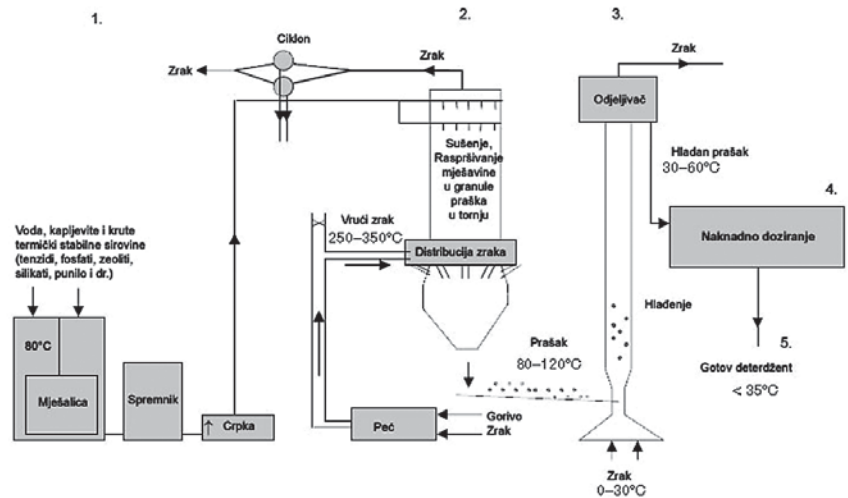 1.
2.
3.
Ciklon
Zrak
Zrak
Zrak
Odjeljivač
Sušenje,
Raspršivanje
mješavine
u granule
praška
u tornju
Hladan prašak
30–60°C
4.
Naknadno doziranje
Vrući zrak
250–350°C
Distribucija zraka
Voda, kapljevite i krute
termički stabilne sirovine
(tenzidi, fosfati, zeoliti,
silikati, punilo i dr.)
Hlađenje
80°C
Mješalica
Spremnik
Crpka
Prašak
80–120°C
5.
Gotov deterdžent
< 35°C
Peć
Gorivo
Zrak
Zrak
0–30°C